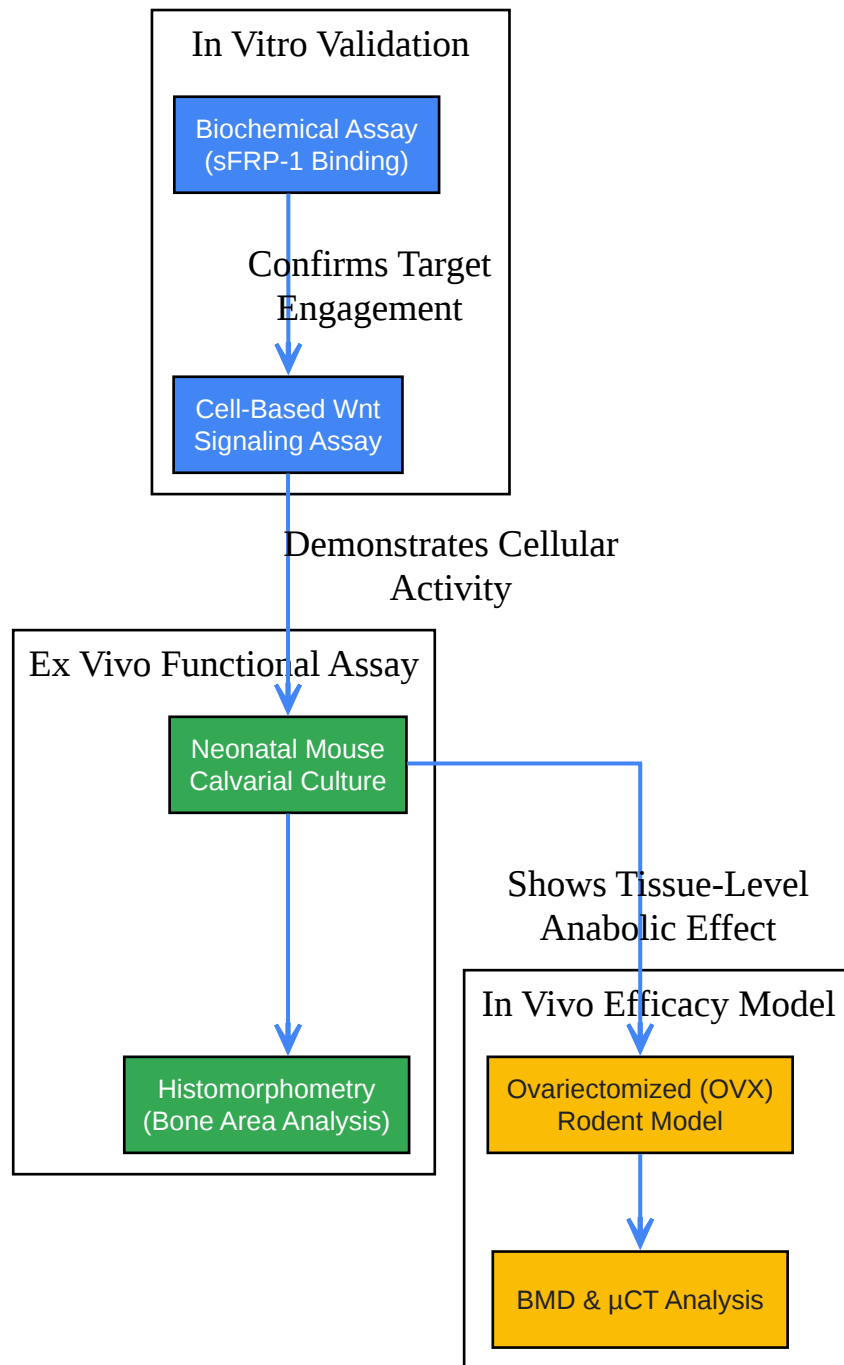 In Vitro Validation
Biochemical Assay
(sFRP-1 Binding)
Confirms Target
Engagement
Cell-Based Wnt
Signaling Assay
Demonstrates Cellular
Activity
Ex Vivo Functional Assay
Neonatal Mouse
Calvarial Culture
Shows Tissue-Level
Anabolic Effect
In Vivo Efficacy Model
Histomorphometry
(Bone Area Analysis)
Ovariectomized (OVX)
Rodent Model
BMD & µCT Analysis